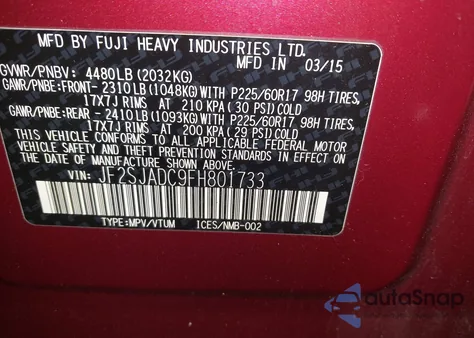 MFD BY FUJI HEAVY INDUSTRIES LTD.
MFD IN 03/15
GVWR/PNBV: 4480LB (2032KG)
GAWR/PNBE:FRONT- 2310LB (1048KG) WITH P225/60R17 98H TIRES,
17X7J RIMS AT 210 KPA ( 30 PSI) COLD
GAWR/PNBE:REAR - 2410LB (1093KG) WITH P225/60R17 98H TIRES,
17X7J RIMS AT 200 KPA ( 29 PSI) COLD
THIS VEHICLE CONFORMS TO ALL APPLICABLE
FEDERAL MOTOR VEHICLE SAFETY AND THEFT
PREVENTION STANDARDS IN EFFECT ON THE DATE
OF MANUFACTURE SHOWN ABOVE.
VIN: JF2SJADC9FH801733
TYPE:MPV/VTUM ICES/NMB-002
autoSnap